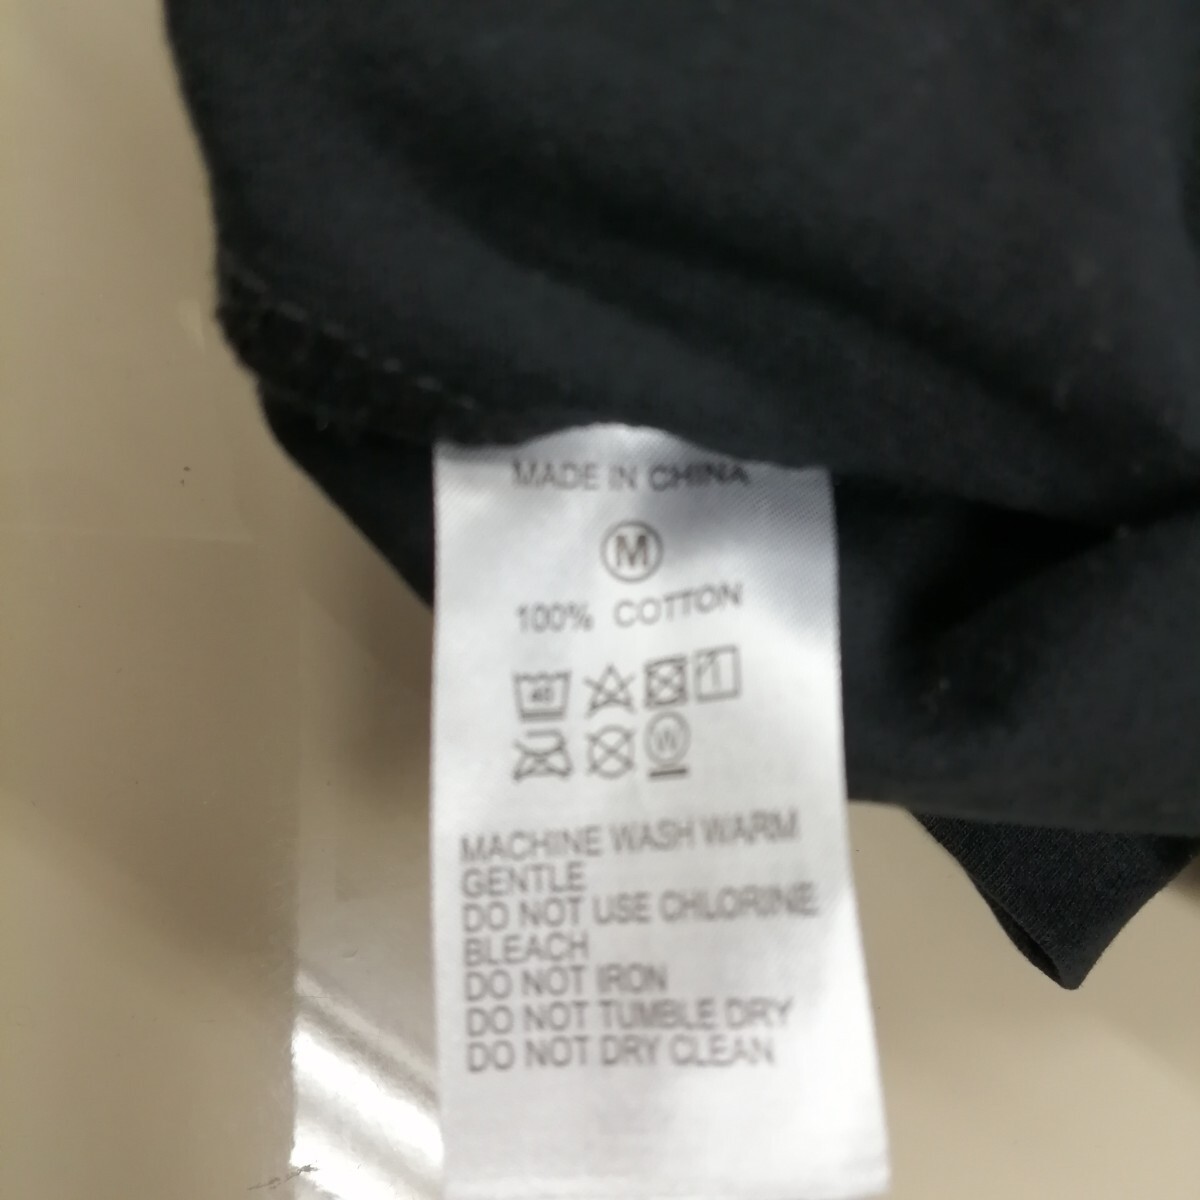 MADE IN CHINA
M
100% COTTON
40
W
MACHINE WASH WARM
GENTLE
DO NOT USE CHLORINE
BLEACH
DO NOT IRON
DO NOT TUMBLE DRY
DO NOT DRY CLEAN